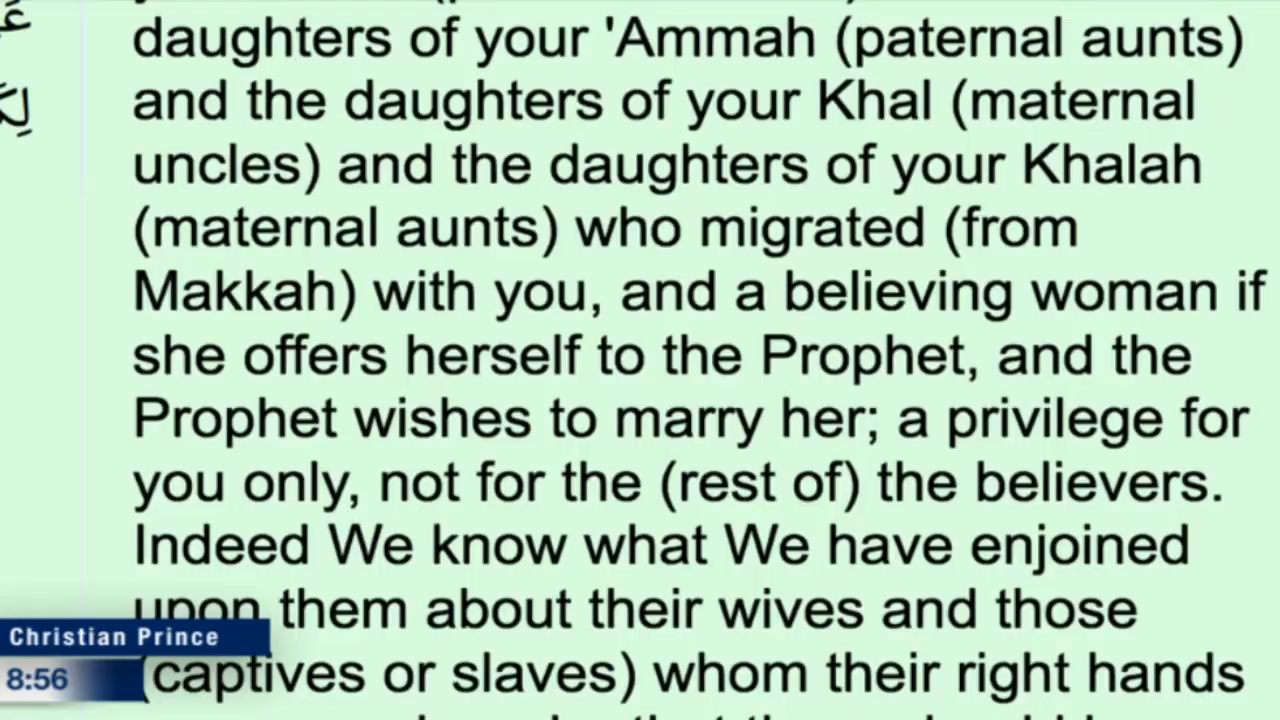 daughters of your 'Ammah (paternal aunts)
and the daughters of your Khal (maternal
uncles) and the daughters of your Khalah
(maternal aunts) who migrated (from
Makkah) with you, and a believing woman if
she offers herself to the Prophet, and the
Prophet wishes to marry her; a privilege for
you only, not for the (rest of) the believers.
Indeed We know what We have enjoined
upon them about their wives and those
(captives or slaves) whom their right hands
Christian Prince
8:56